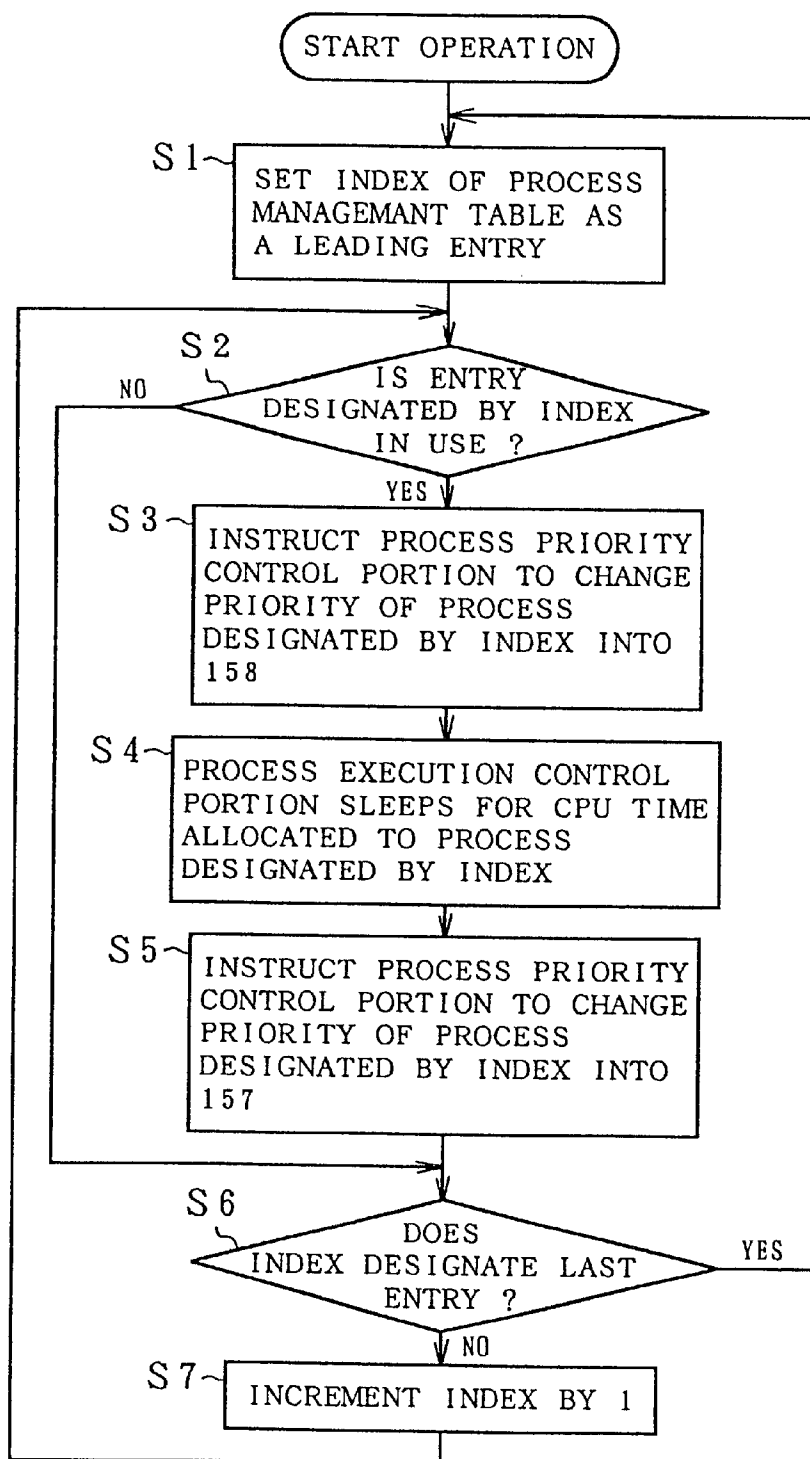 START OPERATION
S1
SET INDEX OF PROCESS
MANAGEMANT TABLE AS
A LEADING ENTRY
S2
NO
IS ENTRY
DESIGNATED BY INDEX
IN USE ?
YES
S3
INSTRUCT PROCESS PRIORITY
CONTROL PORTION TO CHANGE
PRIORITY OF PROCESS
DESIGNATED BY INDEX INTO
158
S4
PROCESS EXECUTION CONTROL
PORTION SLEEPS FOR CPU TIME
ALLOCATED TO PROCESS
DESIGNATED BY INDEX
S5
INSTRUCT PROCESS PRIORITY
CONTROL PORTION TO CHANGE
PRIORITY OF PROCESS
DESIGNATED BY INDEX INTO
157
S6
DOES
INDEX DESIGNATE LAST
ENTRY ?
YES
NO
S7
INCREMENT INDEX BY 1